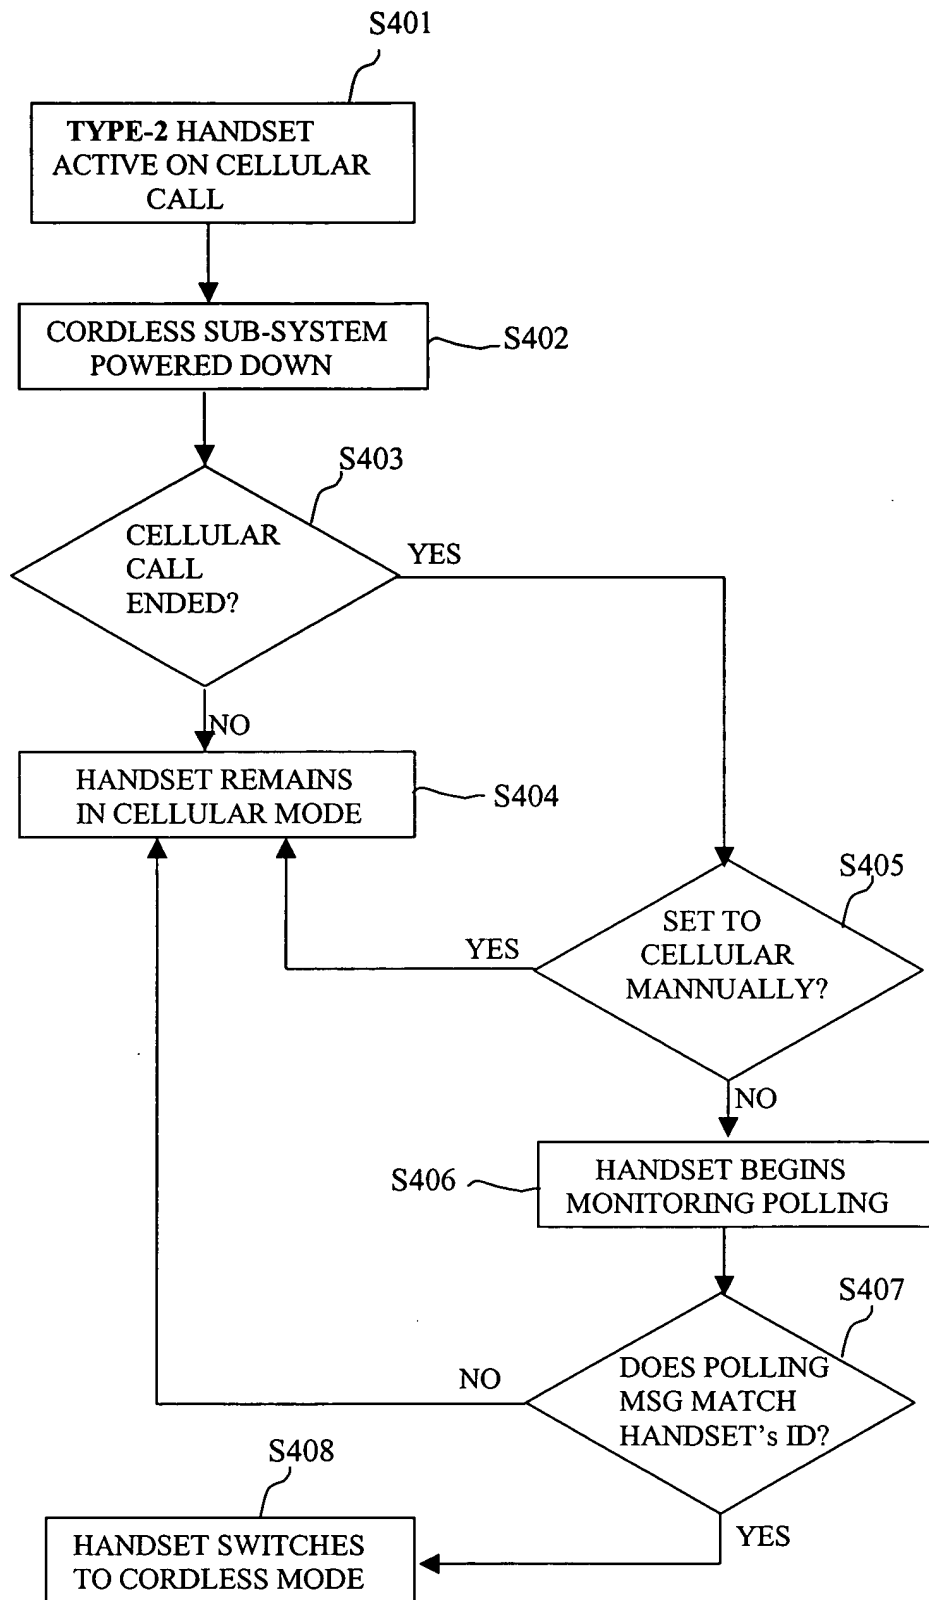 S401
TYPE-2 HANDSET
ACTIVE ON CELLULAR
CALL
CORDLESS SUB-SYSTEM
POWERED DOWN
S402
S403
CELLULAR
CALL
ENDED?
YES
NO
HANDSET REMAINS
IN CELLULAR MODE
S404
S405
SET TO
CELLULAR
MANNUALLY?
YES
NO
S406
HANDSET BEGINS
MONITORING POLLING
S407
DOES POLLING
MSG MATCH
HANDSET's ID?
NO
YES
S408
HANDSET SWITCHES
TO CORDLESS MODE